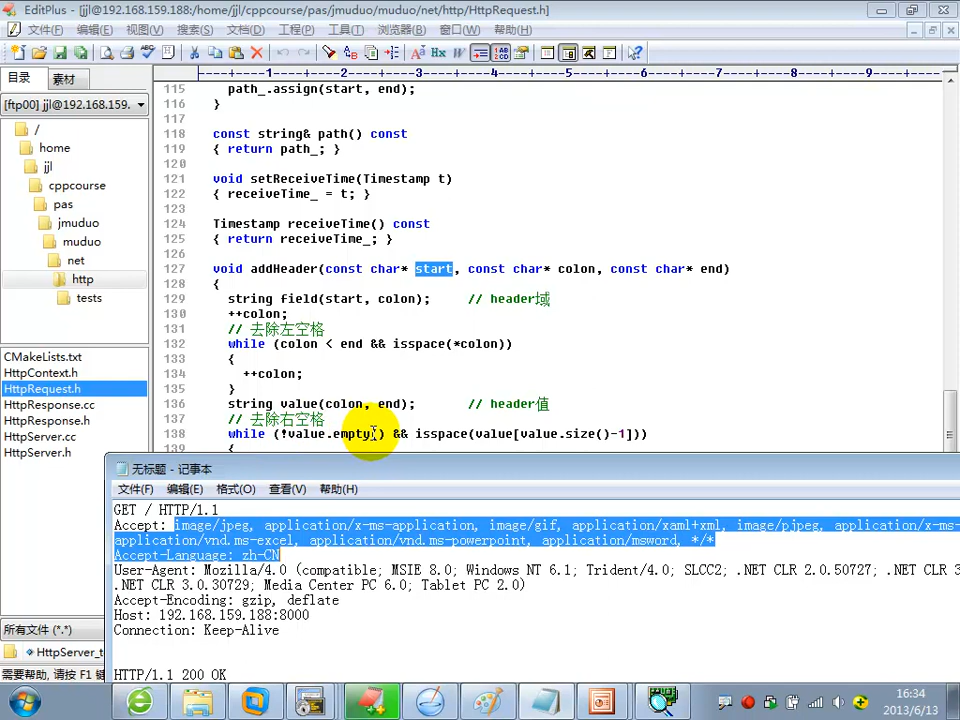 EditPlus - [ftp://192.168.159.188:/home/jjl/cppcourse/pas/jmuduo/muduo/net/http/HttpRequest.h]
文件(F) 编辑(E) 视图(V) 搜索(S) 文档(D) 工程(P) 工具(T) 浏览器(B) 窗口(W) 帮助(H)
目录 素材
[ftp00] jjl@192.168.159.
/
home
jjl
cppcourse
pas
jmuduo
muduo
net
http
tests
CMakeLists.txt
HttpContext.h
HttpRequest.h
HttpResponse.cc
HttpResponse.h
HttpServer.cc
HttpServer.h
所有文件 (*.*)
HttpServer_t
需要帮助, 请按 F1 键
----+----1----+----2----+----3----+----4----+----5----+----6----+----7----+----8----+----9----+--
115 path_.assign(start, end);
116 }
117
118 const string& path() const
119 { return path_; }
120
121 void setReceiveTime(Timestamp t)
122 { receiveTime_ = t; }
123
124 Timestamp receiveTime() const
125 { return receiveTime_; }
126
127 void addHeader(const char* start, const char* colon, const char* end)
128 {
129 string field(start, colon); // header域
130 ++colon;
131 // 去除左空格
132 while (colon < end && isspace(*colon))
133 {
134 ++colon;
135 }
136 string value(colon, end); // header值
137 // 去除右空格
138 while (!value.empty() && isspace(value[value.size()-1]))
139 {
无标题 - 记事本
文件(F) 编辑(E) 格式(O) 查看(V) 帮助(H)
GET / HTTP/1.1
Accept: image/jpeg, application/x-ms-application, image/gif, application/xaml+xml, image/pjpeg, application/x-ms-
application/vnd.ms-excel, application/vnd.ms-powerpoint, application/msword, */*
Accept-Language: zh-CN
User-Agent: Mozilla/4.0 (compatible; MSIE 8.0; Windows NT 6.1; Trident/4.0; SLCC2; .NET CLR 2.0.50727; .NET CLR 3
.NET CLR 3.0.30729; Media Center PC 6.0; Tablet PC 2.0)
Accept-Encoding: gzip, deflate
Host: 192.168.159.188:8000
Connection: Keep-Alive
HTTP/1.1 200 OK
16:34
2013/6/13